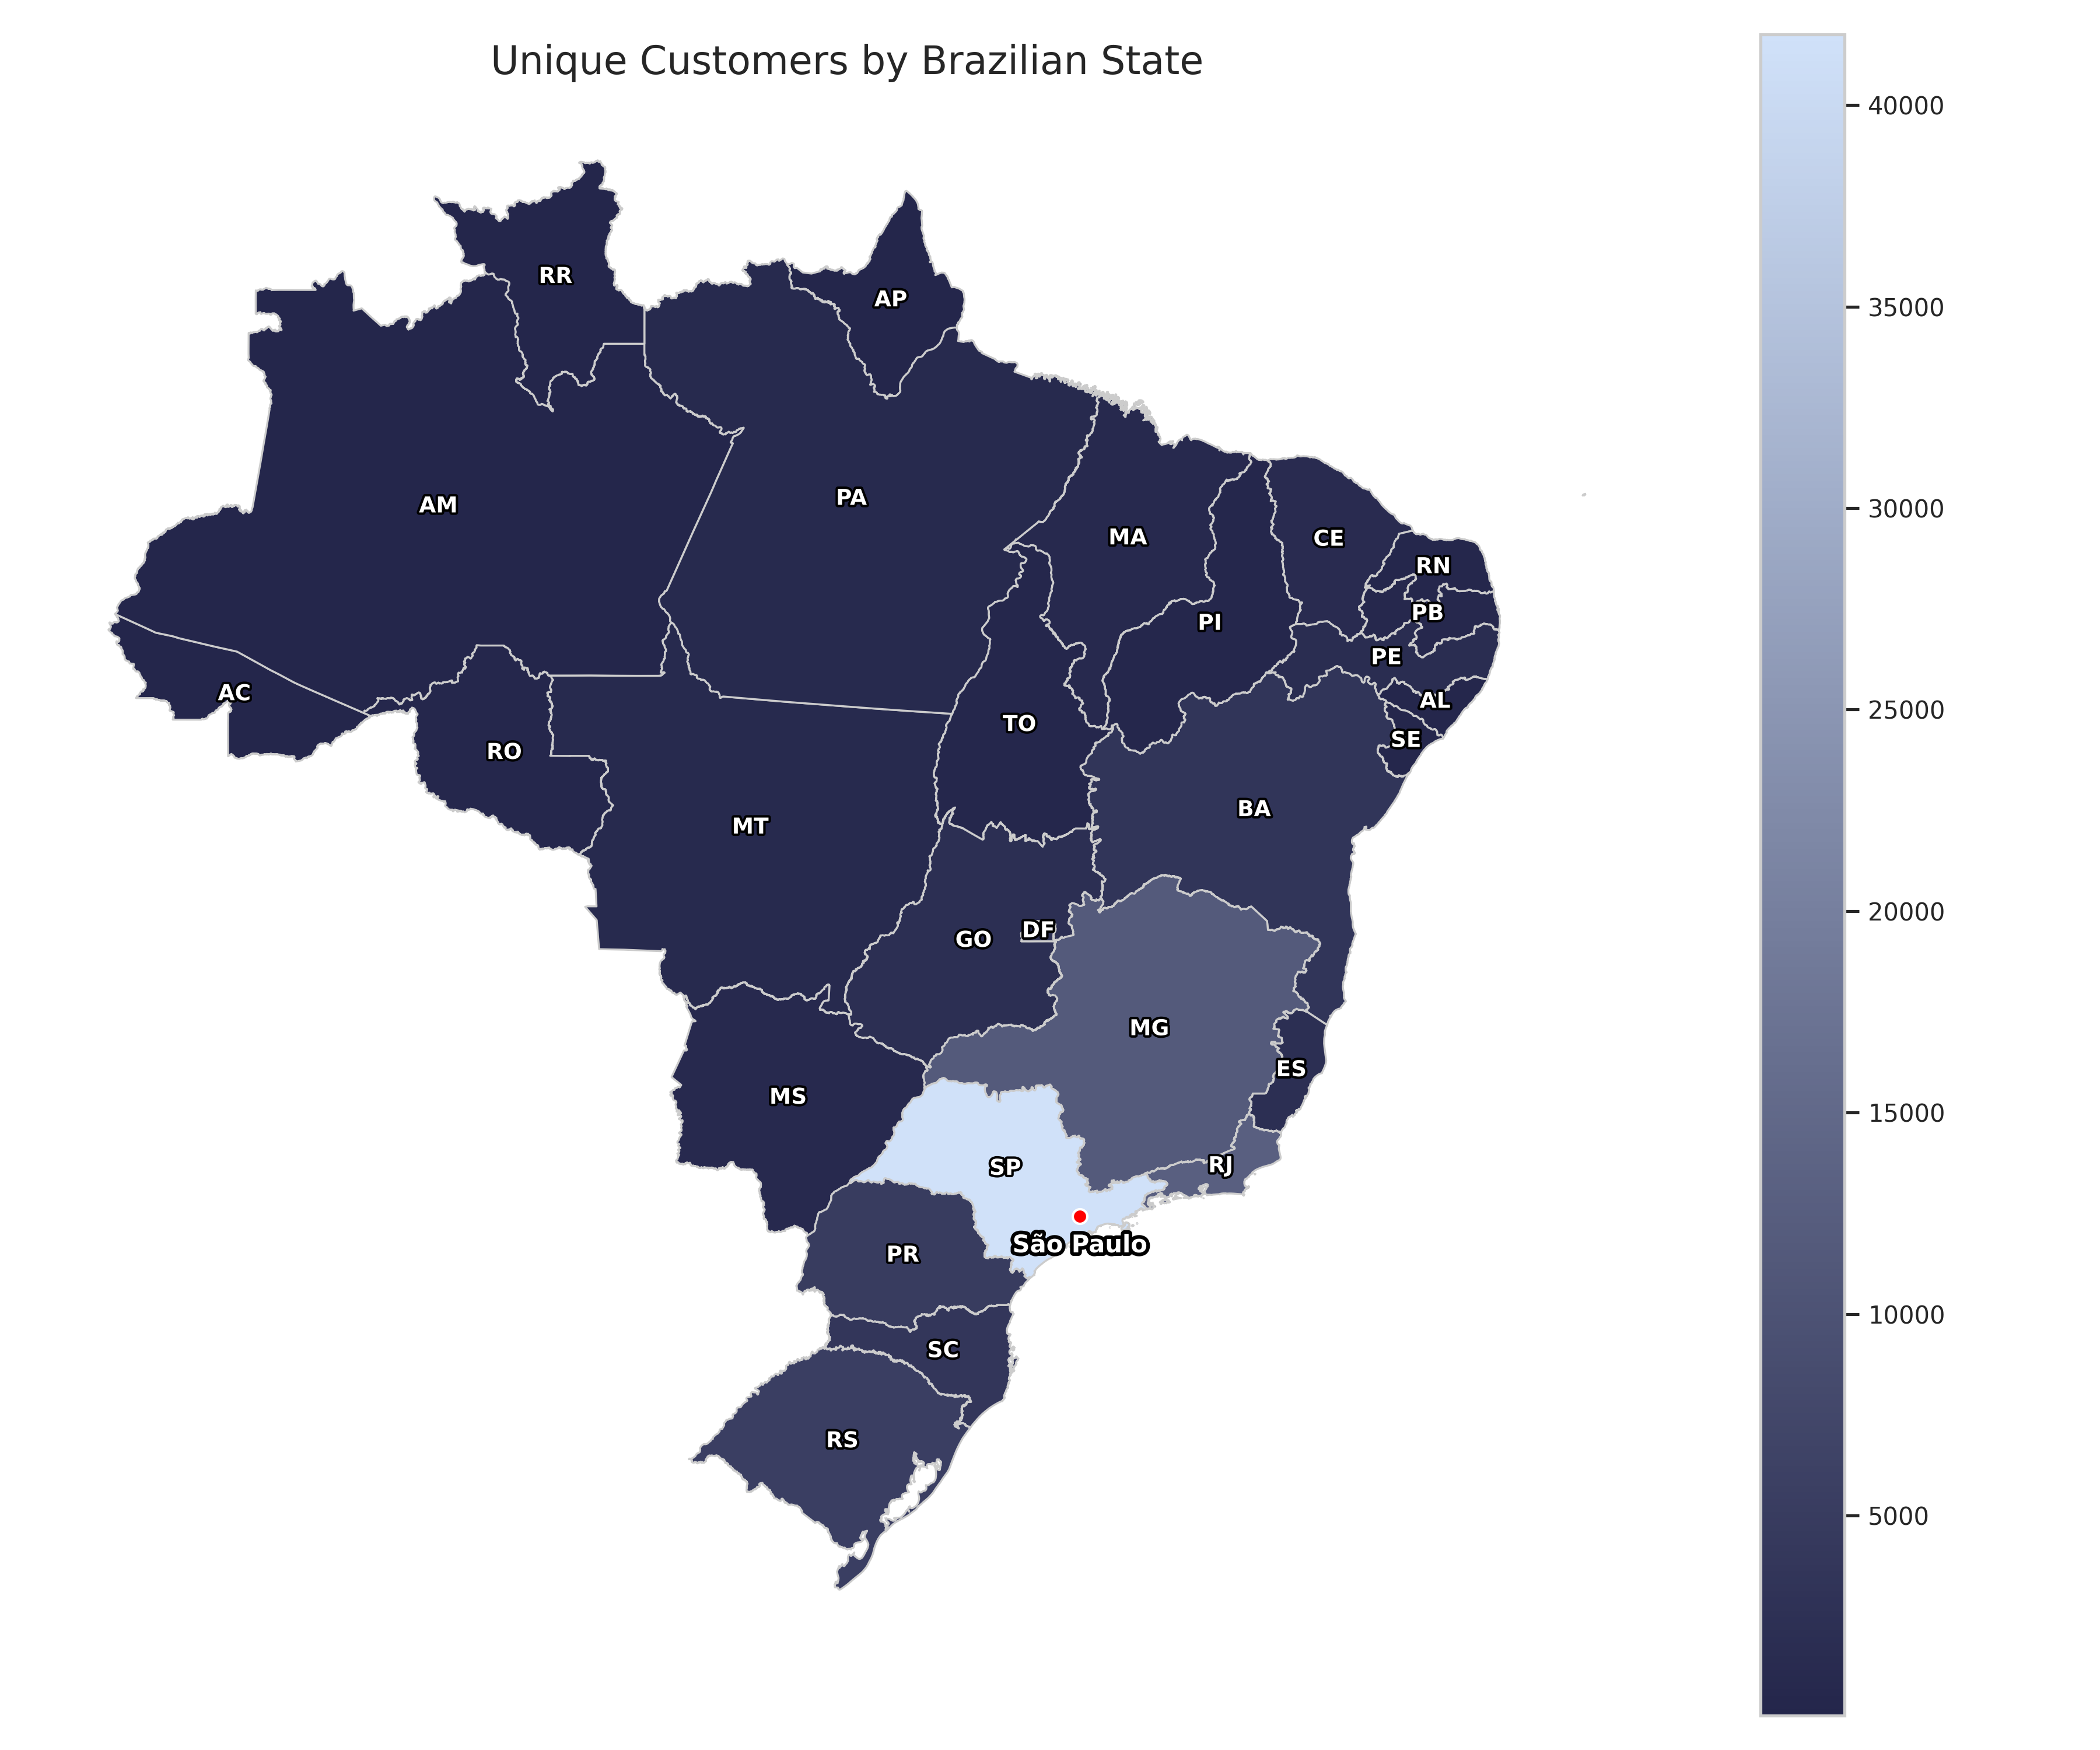 Unique Customers by Brazilian State
RR
AP
AM
PA
MA
CE
RN
PB
PI
PE
AC
AL
TO
SE
RO
BA
MT
DF
GO
MG
ES
MS
RJ
SP
São Paulo
PR
SC
RS
40000
35000
30000
25000
20000
15000
10000
5000